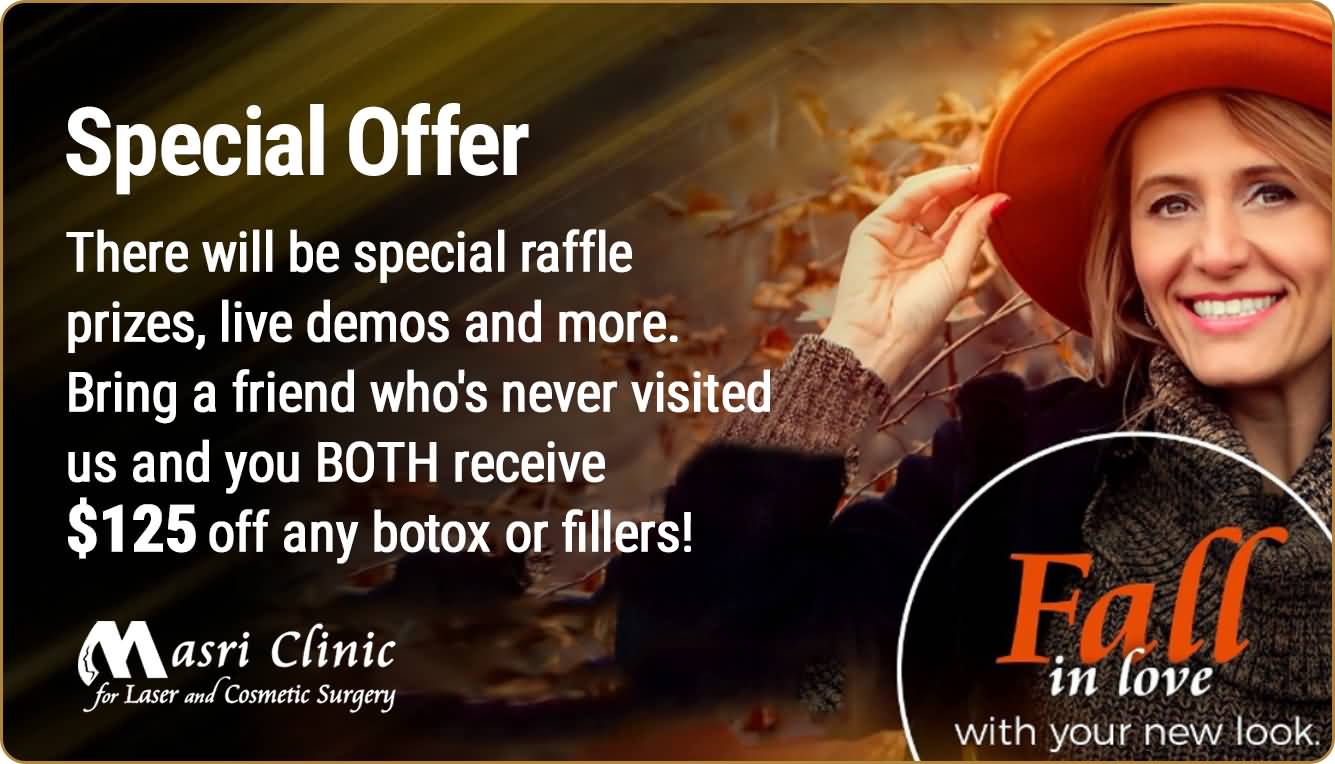 Special Offer
There will be special raffle
prizes, live demos and more.
Bring a friend who's never visited
us and you BOTH receive
$125 off any botox or fillers!
Masri Clinic
for Laser and Cosmetic Surgery
Fall
in love
with your new look.